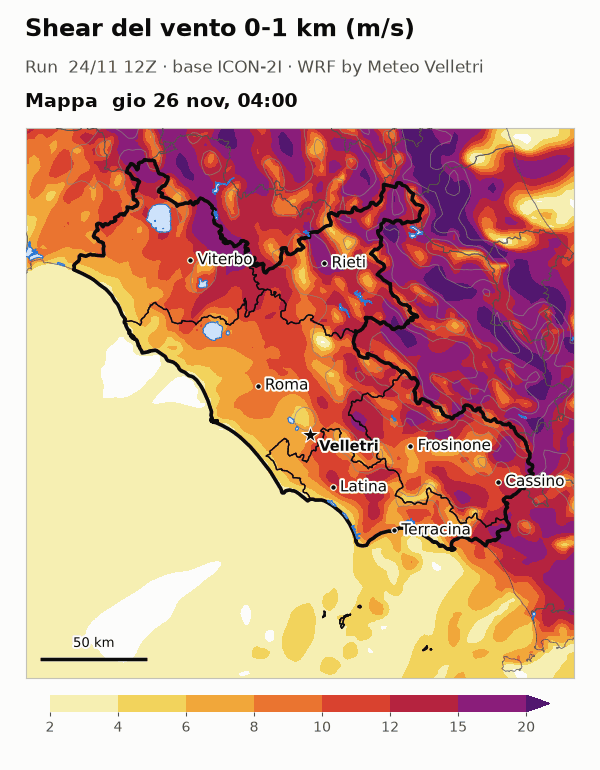 Shear del vento 0-1 km (m/s)
Run  24/11 12Z · base ICON-2I · WRF by Meteo Velletri
Mappa  gio 26 nov, 04:00
Viterbo
Rieti
Roma
Velletri
Frosinone
Latina
Cassino
Terracina
50 km
2 4 6 8 10 12 15 20